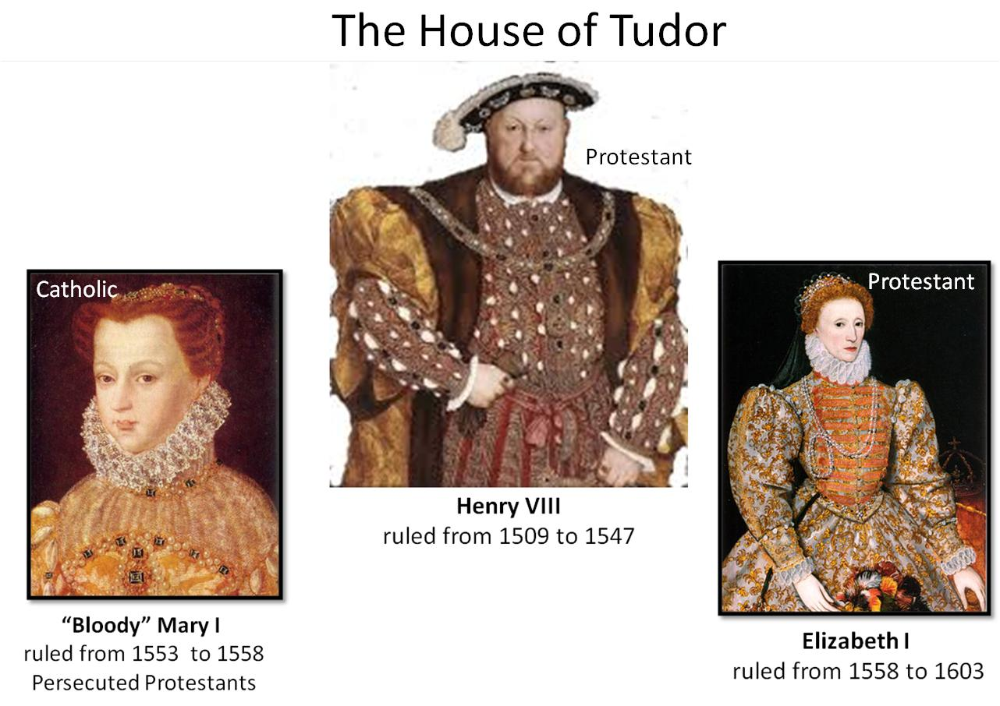 The House of Tudor
Protestant
Henry VIII
ruled from 1509 to 1547
Catholic
“Bloody” Mary I
ruled from 1553 to 1558
Persecuted Protestants
Protestant
Elizabeth I
ruled from 1558 to 1603